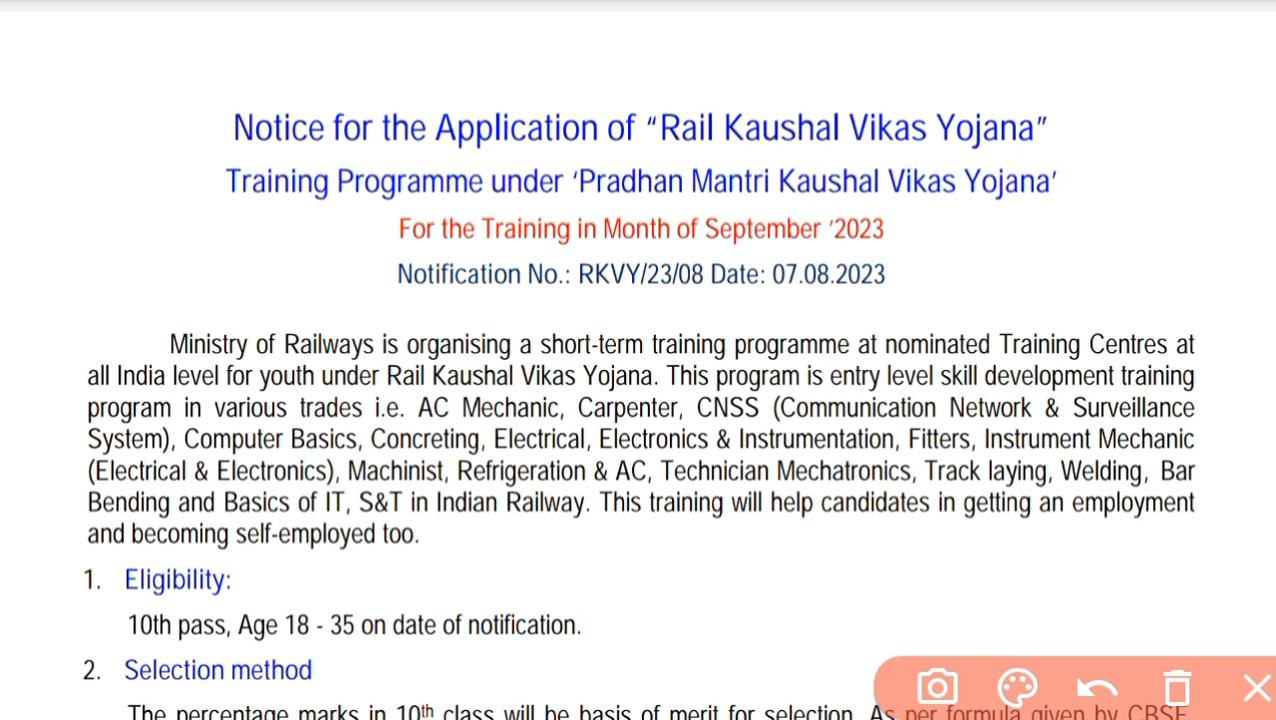 Notice for the Application of “Rail Kaushal Vikas Yojana”
Training Programme under ‘Pradhan Mantri Kaushal Vikas Yojana’
For the Training in Month of September ’2023
Notification No.: RKVY/23/08 Date: 07.08.2023
Ministry of Railways is organising a short-term training programme at nominated Training Centres at
all India level for youth under Rail Kaushal Vikas Yojana. This program is entry level skill development training
program in various trades i.e. AC Mechanic, Carpenter, CNSS (Communication Network & Surveillance
System), Computer Basics, Concreting, Electrical, Electronics & Instrumentation, Fitters, Instrument Mechanic
(Electrical & Electronics), Machinist, Refrigeration & AC, Technician Mechatronics, Track laying, Welding, Bar
Bending and Basics of IT, S&T in Indian Railway. This training will help candidates in getting an employment
and becoming self-employed too.
1. Eligibility:
10th pass, Age 18 - 35 on date of notification.
2. Selection method
The percentage marks in 10th class will be basis of merit for selection. As per formula given by CBSE